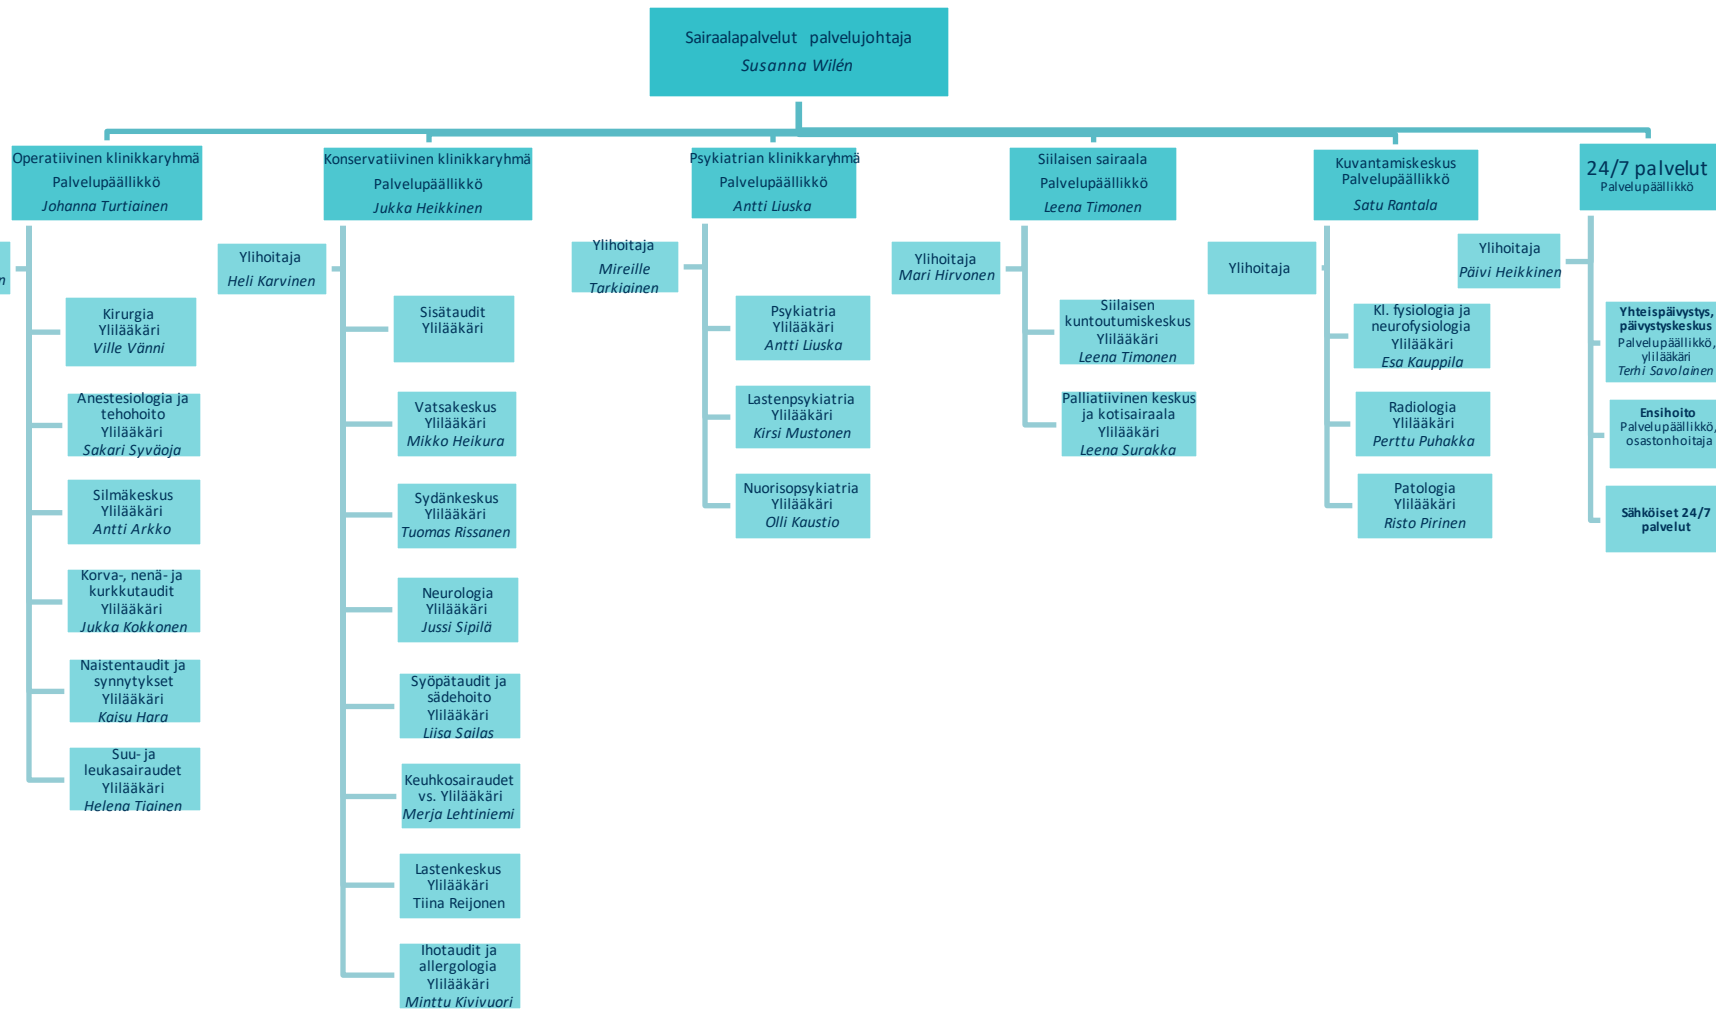 Sairaalapalvelut palvelujohtaja
Susanna Wilén
Operatiivinen klinikkaryhmä
Palvelupäällikkö
Johanna Turtiainen
Kirurgia
Ylilääkäri
Ville Vänni
Anestesiologia ja
tehohoito
Ylilääkäri
Sakari Syväoja
Silmäkeskus
Ylilääkäri
Antti Arkko
Korva-, nenä- ja
kurkkutaudit
Ylilääkäri
Jukka Kokkonen
Naistentaudit ja
synnytykset
Ylilääkäri
Kaisu Hara
Suu- ja
leukasairaudet
Ylilääkäri
Helena Tiainen
Konservatiivinen klinikkaryhmä
Palvelupäällikkö
Jukka Heikkinen
Ylihoitaja
Heli Karvinen
Sisätaudit
Ylilääkäri
Vatsakeskus
Ylilääkäri
Mikko Heikura
Sydänkeskus
Ylilääkäri
Tuomas Rissanen
Neurologia
Ylilääkäri
Jussi Sipilä
Syöpätaudit ja
sädehoito
Ylilääkäri
Liisa Sailas
Keuhkosairaudet
vs. Ylilääkäri
Merja Lehtiniemi
Lastenkeskus
Ylilääkäri
Tiina Reijonen
Ihotaudit ja
allergologia
Ylilääkäri
Minttu Kivivuori
Psykiatrian klinikkaryhmä
Palvelupäällikkö
Antti Liuska
Ylihoitaja
Mireille
Tarkiainen
Psykiatria
Ylilääkäri
Antti Liuska
Lastenpsykiatria
Ylilääkäri
Kirsi Mustonen
Nuorisopsykiatria
Ylilääkäri
Olli Kaustio
Siilaisen sairaala
Palvelupäällikkö
Leena Timonen
Ylihoitaja
Mari Hirvonen
Siilaisen
kuntoutumiskeskus
Ylilääkäri
Leena Timonen
Palliatiivinen keskus
ja kotisairaala
Ylilääkäri
Leena Surakka
Kuvantamiskeskus
Palvelupäällikkö
Satu Rantala
Ylihoitaja
Kl. fysiologia ja
neurofysiologia
Ylilääkäri
Esa Kauppila
Radiologia
Ylilääkäri
Perttu Puhakka
Patologia
Ylilääkäri
Risto Pirinen
24/7 palvelut
Palvelupäällikkö
Ylihoitaja
Päivi Heikkinen
Yhteispäivystys,
päivystyskeskus
Palvelupäällikkö,
ylilääkäri
Terhi Savolainen
Ensihoito
Palvelupäällikkö,
osastonhoitaja
Sähköiset 24/7
palvelut